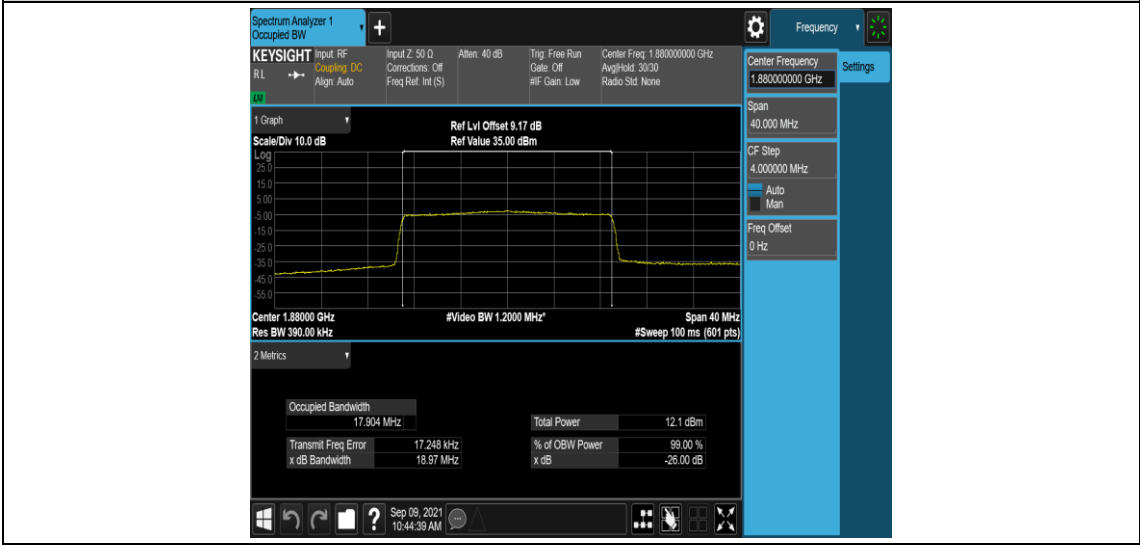 Spectrum Analyzer 1
Occupied BW
+
Frequency
KEYSIGHT
RL
LXI
Input: RF
Coupling: DC
Align: Auto
Input Z: 50 Ω
Corrections: Off
Freq Ref: Int (S)
Atten: 40 dB
Trig: Free Run
Gate: Off
#IF Gain: Low
Center Freq: 1.880000000 GHz
Avg|Hold: 30/30
Radio Std: None
Center Frequency
1.880000000 GHz
Settings
Span
40.000 MHz
CF Step
4.000000 MHz
Auto
Man
Freq Offset
0 Hz
1 Graph
Scale/Div 10.0 dB
Ref Lvl Offset 9.17 dB
Ref Value 35.00 dBm
Log
25.0
15.0
5.00
-5.00
-15.0
-25.0
-35.0
-45.0
-55.0
Center 1.88000 GHz
#Video BW 1.2000 MHz*
Span 40 MHz
Res BW 390.00 kHz
#Sweep 100 ms (601 pts)
2 Metrics
Occupied Bandwidth
17.904 MHz
Total Power 12.1 dBm
Transmit Freq Error 17.248 kHz
% of OBW Power 99.00 %
x dB Bandwidth 18.97 MHz
x dB -26.00 dB
?
Sep 09, 2021
10:44:39 AM